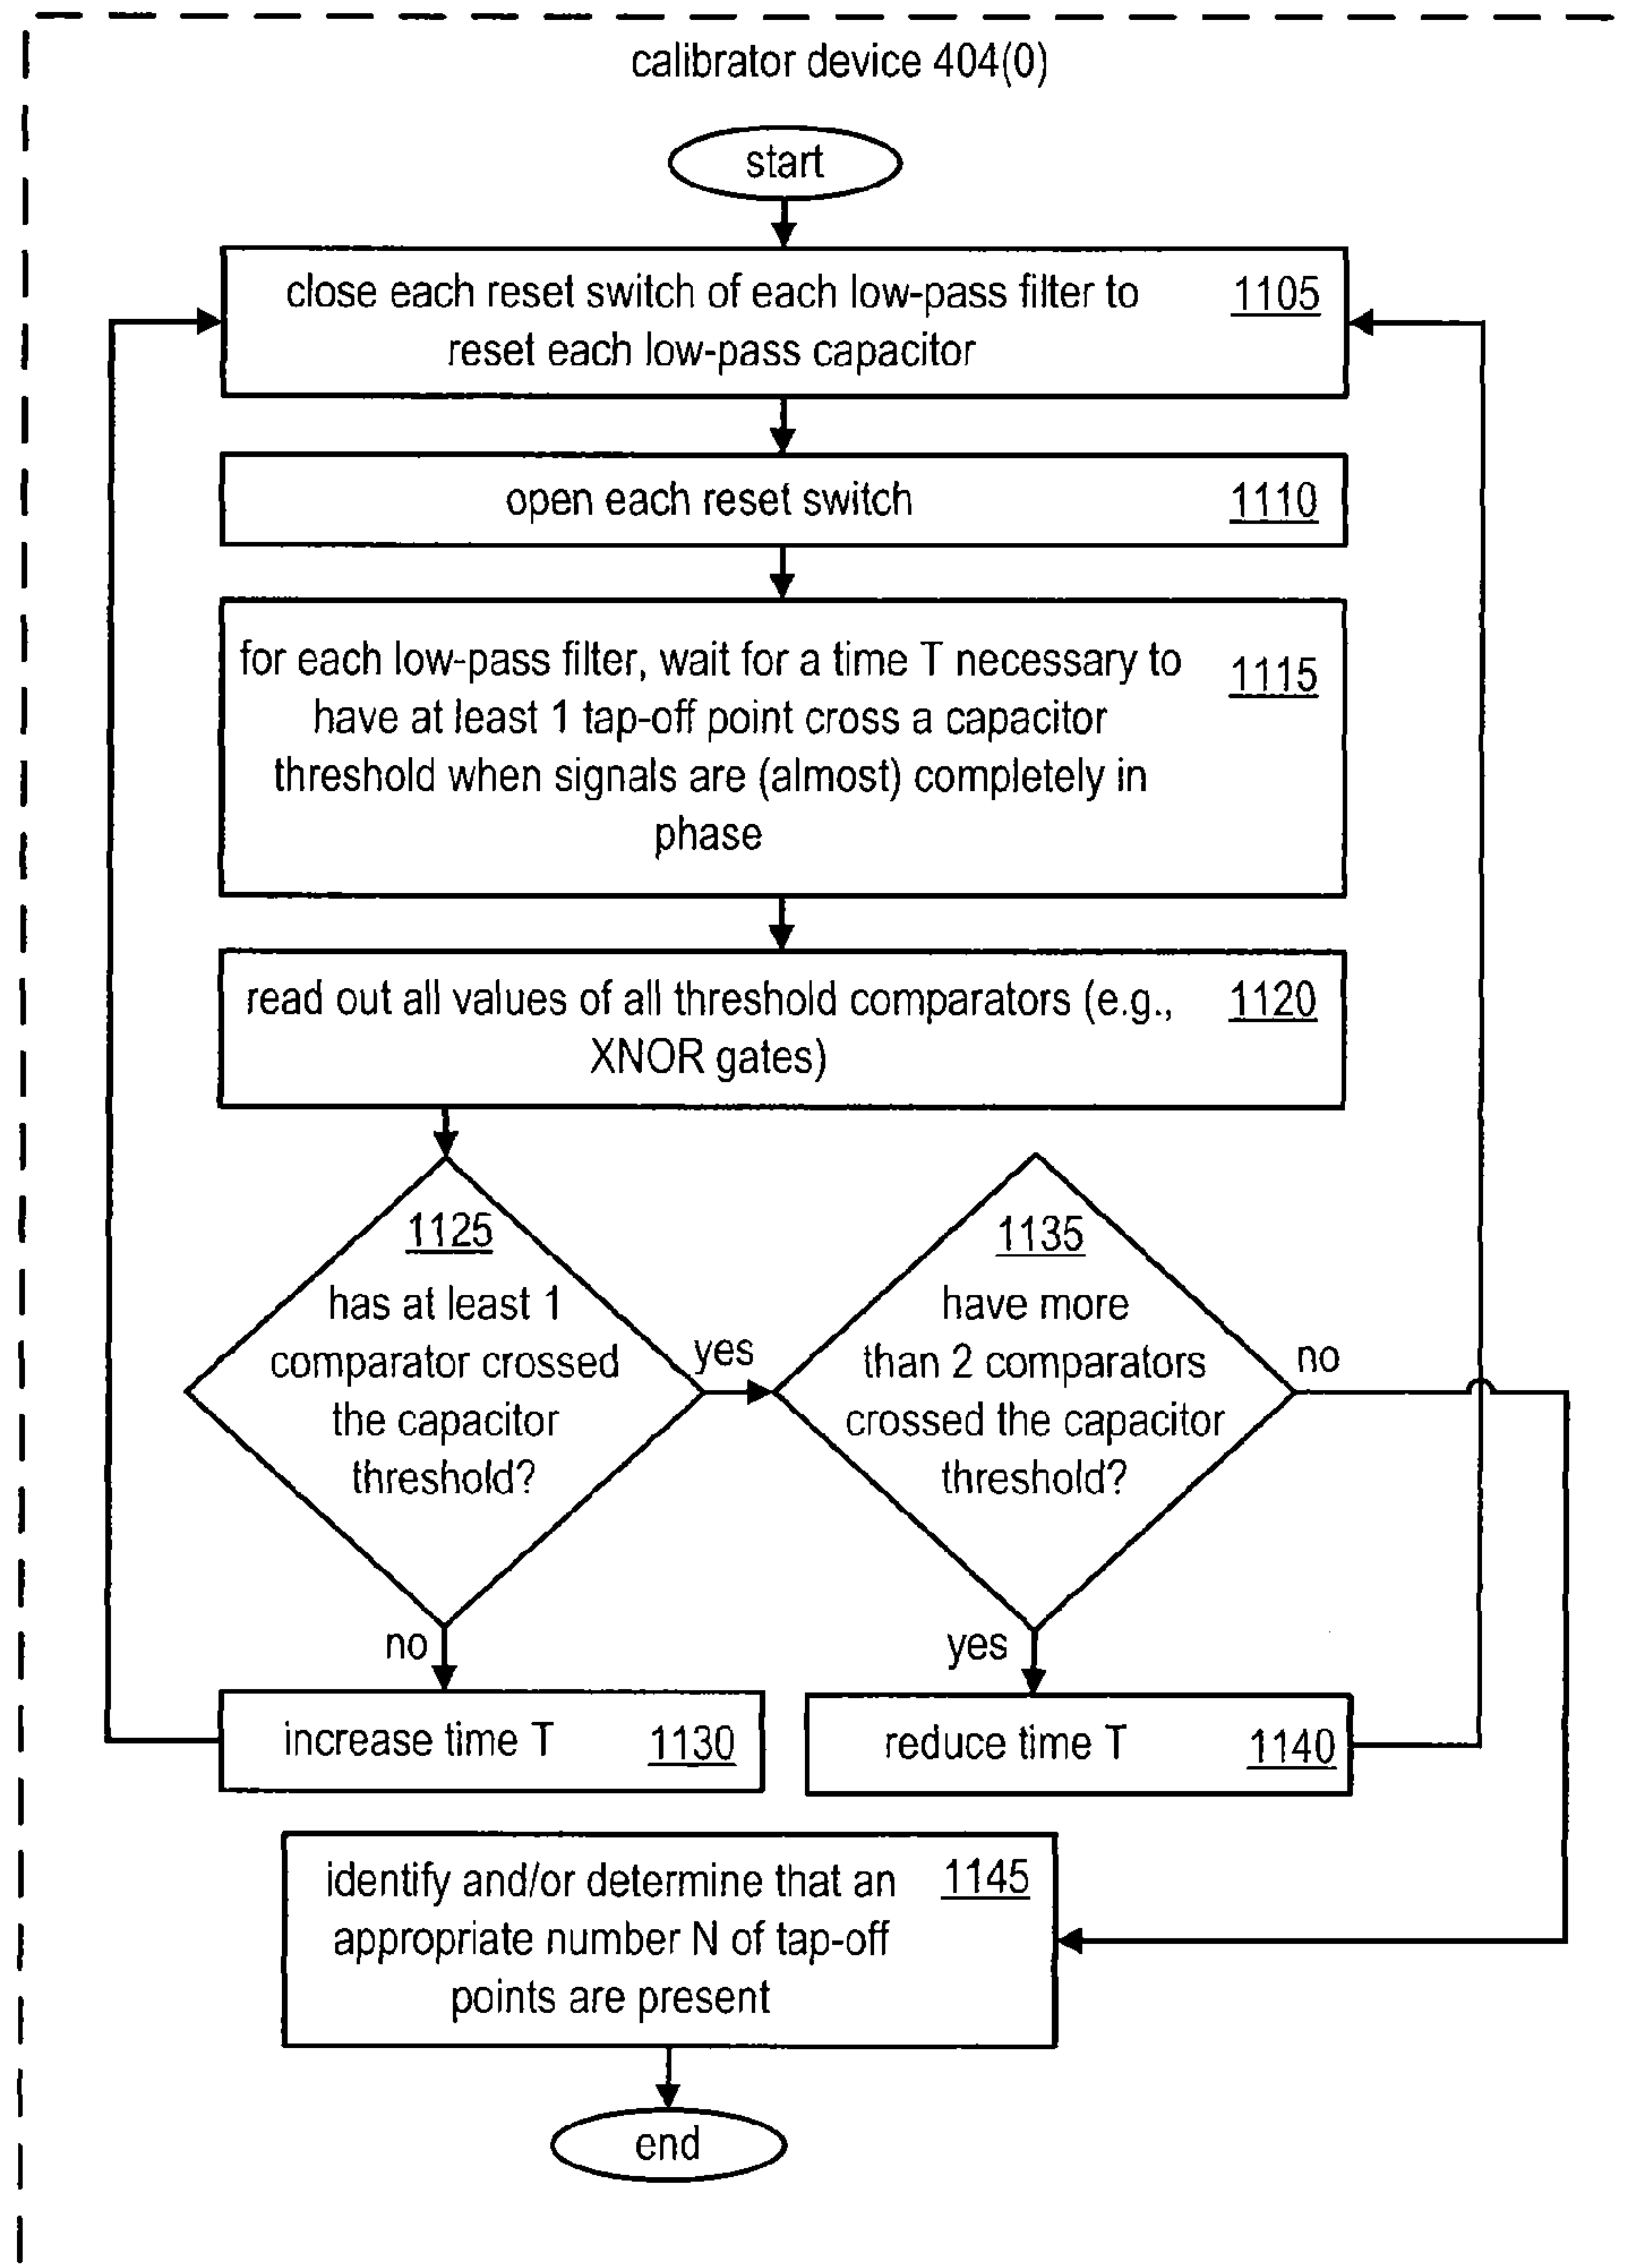 calibrator device 404(0)
start
close each reset switch of each low-pass filter to
reset each low-pass capacitor
1105
open each reset switch
1110
for each low-pass filter, wait for a time T necessary to
have at least 1 tap-off point cross a capacitor
threshold when signals are (almost) completely in
phase
1115
read out all values of all threshold comparators (e.g.,
XNOR gates)
1120
1125
has at least 1
comparator crossed
the capacitor
threshold?
yes
no
1135
have more
than 2 comparators
crossed the capacitor
threshold?
no
yes
increase time T
1130
reduce time T
1140
identify and/or determine that an
appropriate number N of tap-off
points are present
1145
end